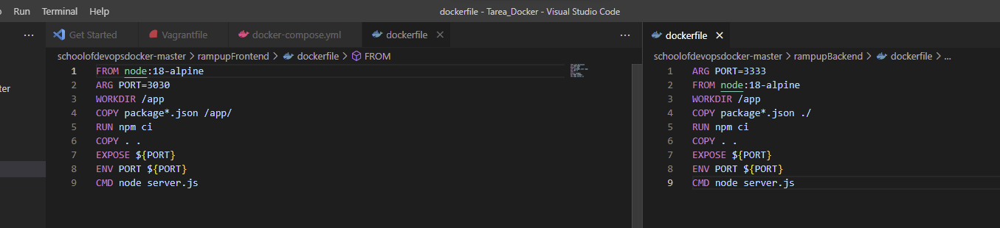 Run Terminal Help
dockerfile - Tarea_Docker - Visual Studio Code
... Get Started Vagrantfile docker-compose.yml dockerfile × ...
schoolofdevopsdocker-master > rampupFrontend > dockerfile > FROM
1 FROM node:18-alpine
2 ARG PORT=3030
3 WORKDIR /app
4 COPY package*.json /app/
5 RUN npm ci
6 COPY . .
7 EXPOSE ${PORT}
8 ENV PORT ${PORT}
9 CMD node server.js
dockerfile ×
schoolofdevopsdocker-master > rampupBackend > dockerfile > ...
1 ARG PORT=3333
2 FROM node:18-alpine
3 WORKDIR /app
4 COPY package*.json ./
5 RUN npm ci
6 COPY . .
7 EXPOSE ${PORT}
8 ENV PORT ${PORT}
9 CMD node server.js